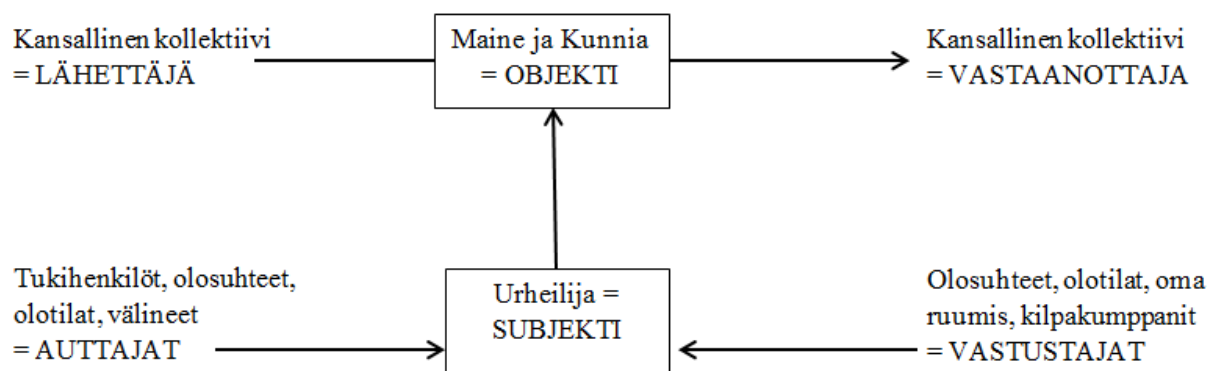 Kansallinen kollektiivi
= LÄHETTÄJÄ
Maine ja Kunnia
= OBJEKTI
Kansallinen kollektiivi
= VASTAANOTTAJA
Tukihenkilöt, olosuhteet,
olotilat, välineet
= AUTTAJAT
Urheilija =
SUBJEKTI
Olosuhteet, olotilat, oma
ruumis, kilpakumppanit
= VASTUSTAJAT